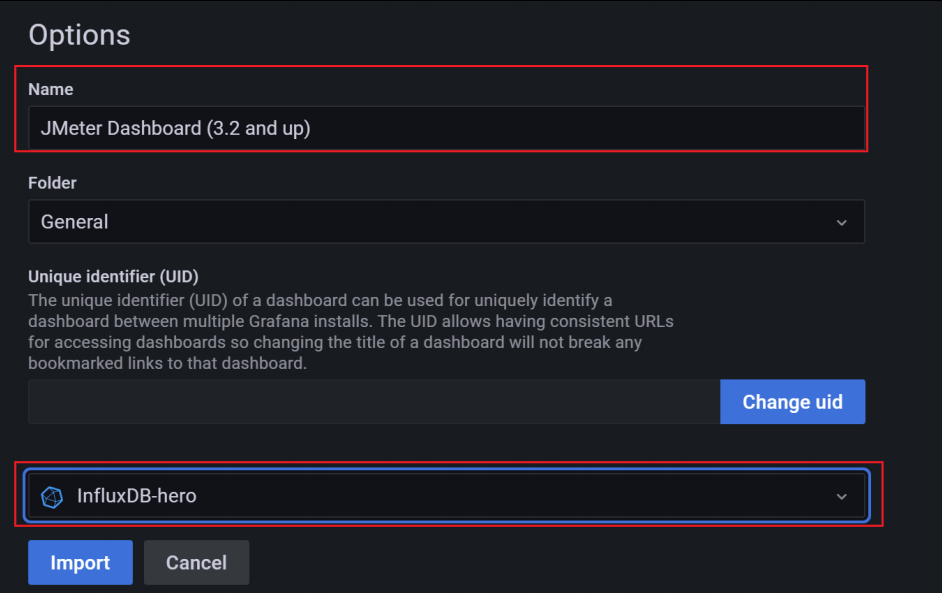 Options
Name
JMeter Dashboard (3.2 and up)
Folder
General
Unique identifier (UID)
The unique identifier (UID) of a dashboard can be used for uniquely identify a
dashboard between multiple Grafana installs. The UID allows having consistent URLs
for accessing dashboards so changing the title of a dashboard will not break any
bookmarked links to that dashboard.
Change uid
InfluxDB-hero
Import Cancel